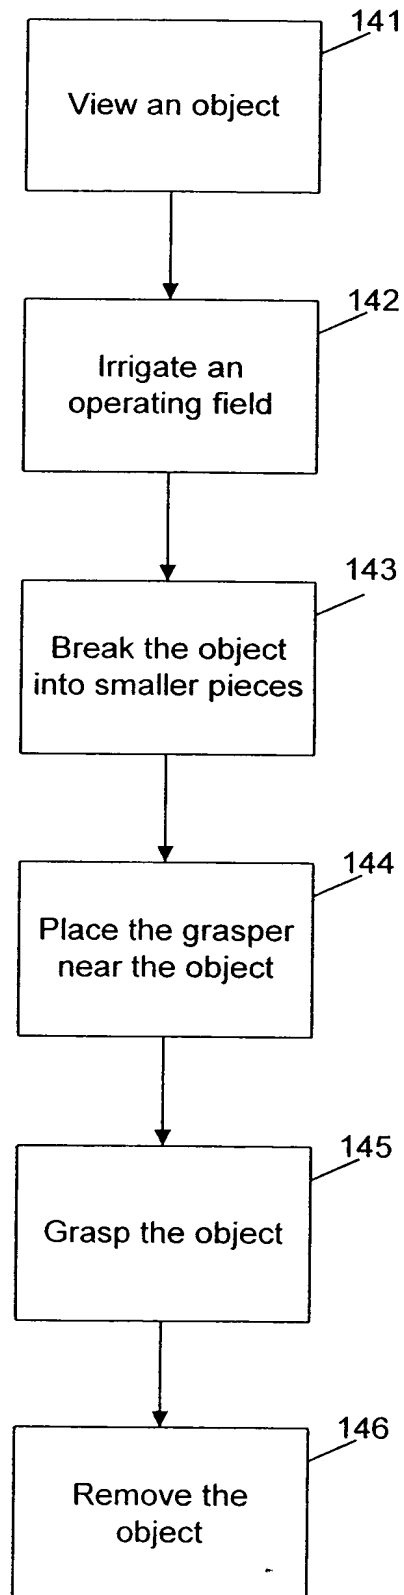 141
View an object
142
Irrigate an
operating field
143
Break the object
into smaller pieces
144
Place the grasper
near the object
145
Grasp the object
146
Remove the
object